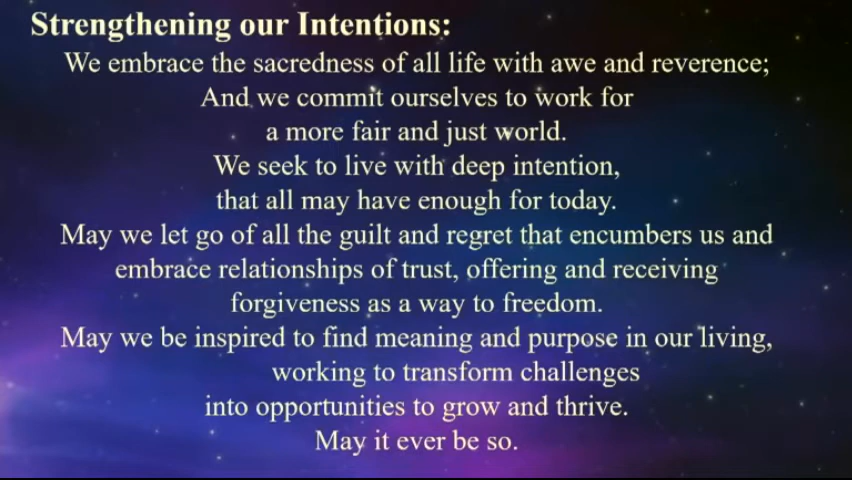 Strengthening our Intentions:
We embrace the sacredness of all life with awe and reverence;
And we commit ourselves to work for
a more fair and just world.
We seek to live with deep intention,
that all may have enough for today.
May we let go of all the guilt and regret that encumbers us and
embrace relationships of trust, offering and receiving
forgiveness as a way to freedom.
May we be inspired to find meaning and purpose in our living,
working to transform challenges
into opportunities to grow and thrive.
May it ever be so.